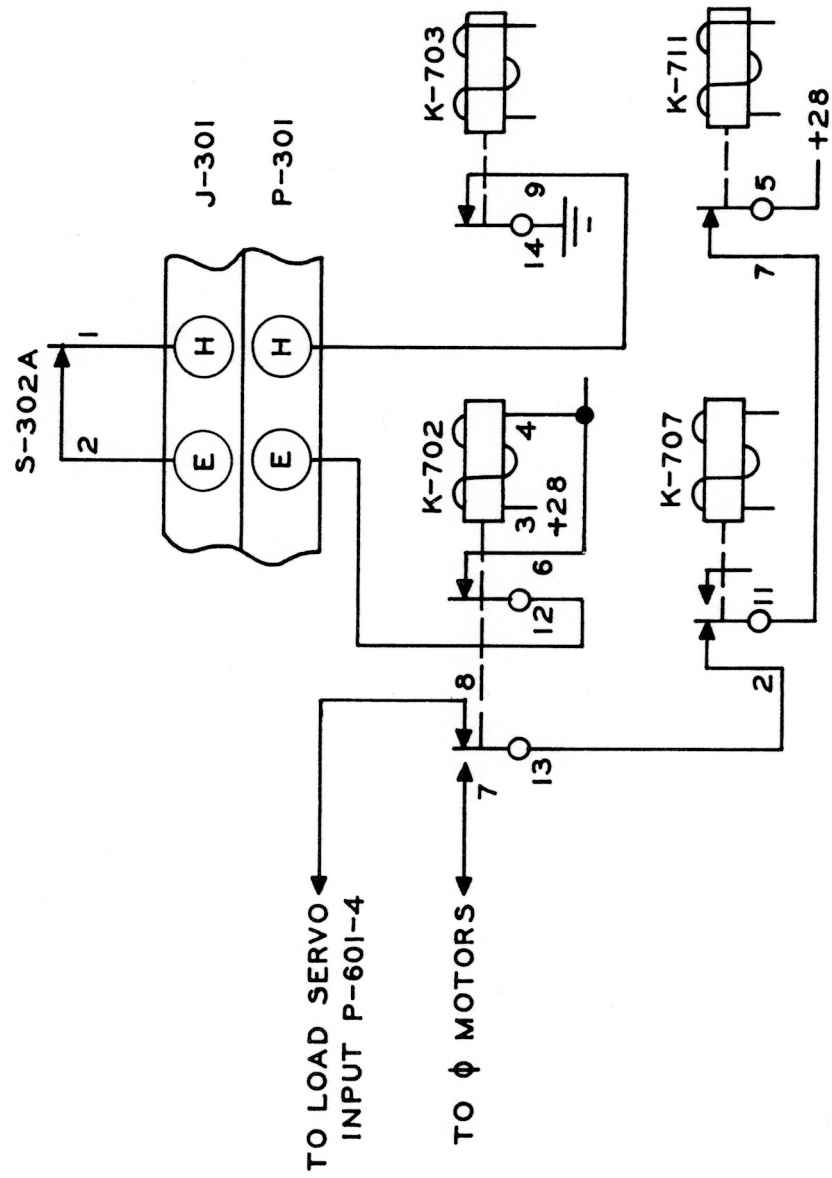 S-302A
2
1
J-301
E
H
P-301
E
H
K-702
3
4
+28
6
12
8
7
13
K-703
9
14
K-707
11
2
K-711
5
7
+28
TO LOAD SERVO
INPUT P-601-4
TO ϕ MOTORS